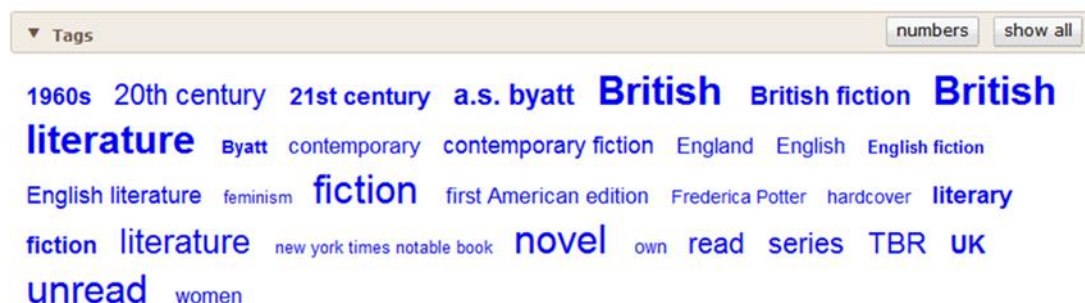 ▼ Tags numbers show all
1960s 20th century 21st century a.s. byatt British British fiction British
literature Byatt contemporary contemporary fiction England English English fiction
English literature feminism fiction first American edition Frederica Potter hardcover literary
fiction literature new york times notable book novel own read series TBR UK
unread women